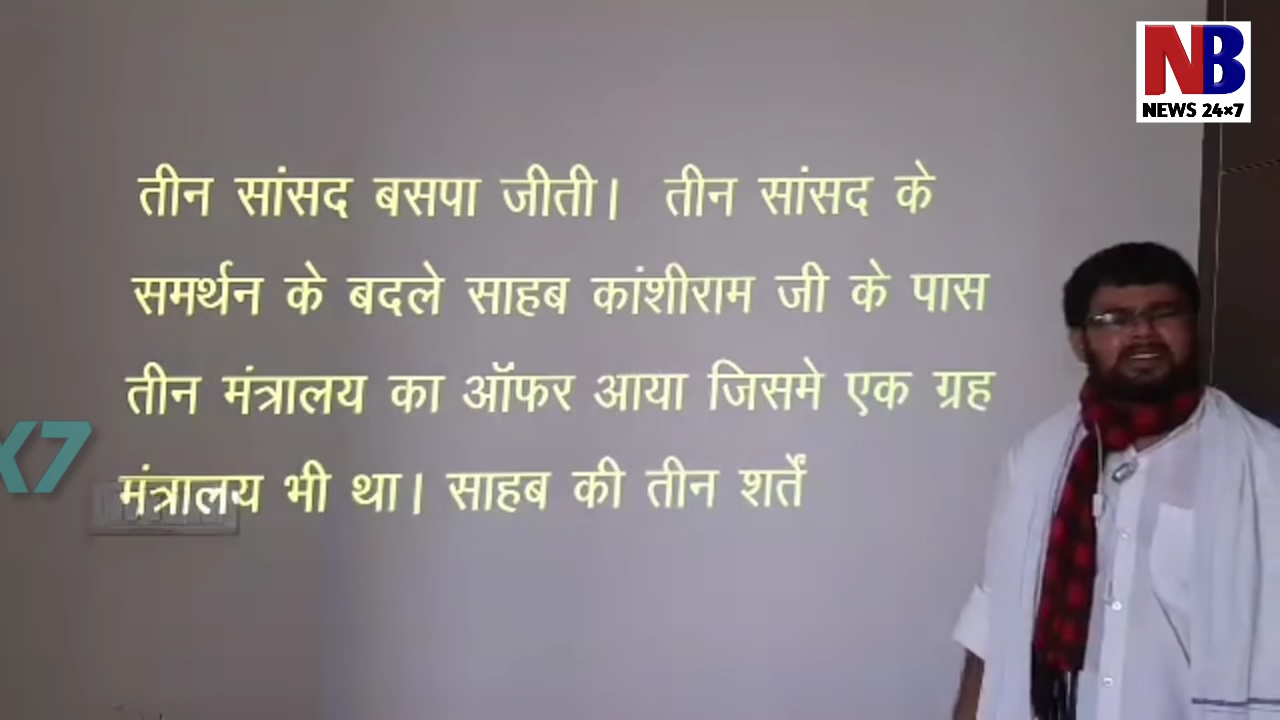 NB
NEWS 24×7
तीन सांसद बसपा जीती। तीन सांसद के
समर्थन के बदले साहब कांशीराम जी के पास
तीन मंत्रालय का ऑफर आया जिसमे एक ग्रह
मंत्रालय भी था। साहब की तीन शर्तें
X7